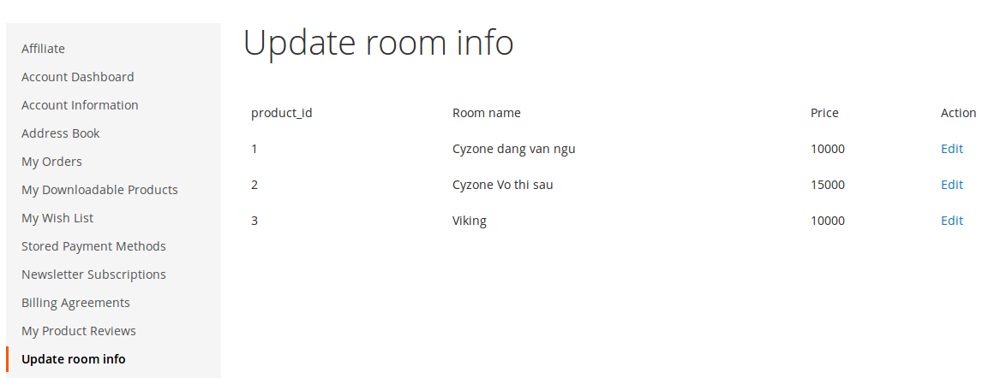 Affiliate
Account Dashboard
Account Information
Address Book
My Orders
My Downloadable Products
My Wish List
Stored Payment Methods
Newsletter Subscriptions
Billing Agreements
My Product Reviews
Update room info
Update room info
product_id Room name Price Action
1 Cyzone dang van ngu 10000 Edit
2 Cyzone Vo thi sau 15000 Edit
3 Viking 10000 Edit